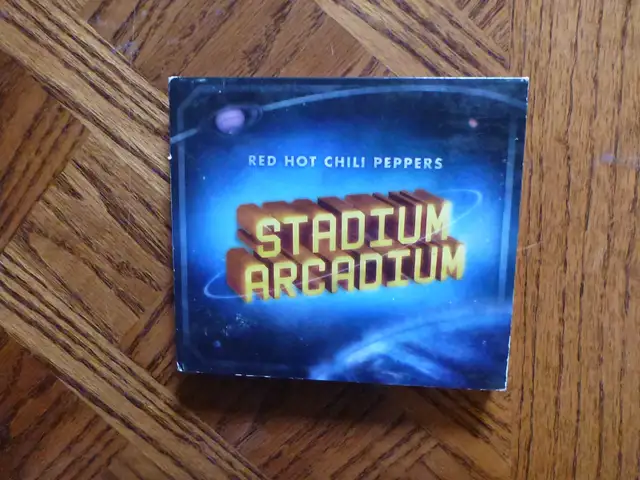 RED HOT CHILI PEPPERS
STADIUM
ARCADIUM